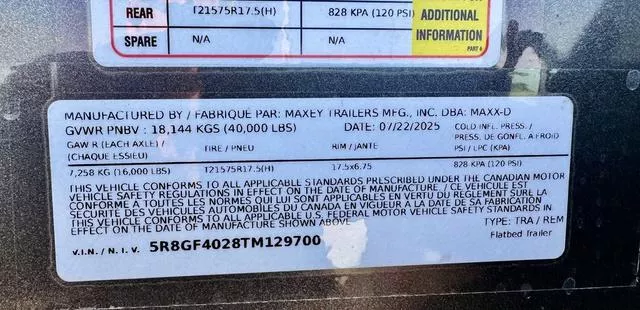 REAR T21575R17.5(H) 828 KPA (120 PSI)
SPARE N/A N/A
ADDITIONAL
INFORMATION
PART #
MANUFACTURED BY / FABRIQUÉ PAR: MAXEY TRAILERS MFG., INC. DBA: MAXX-D
GVWR PNBV : 18,144 KGS (40,000 LBS) DATE: 07/22/2025 COLD INFL. PRESS. /
PRESS. DE GONFL. A FROID
GAWR (EACH AXLE) / TIRE / PNEU RIM / JANTE PSI / LPC (KPA)
(CHAQUE ESSIEU)
7,258 KG (16,000 LBS) T21575R17.5(H) 17.5x6.75 828 KPA (120 PSI)
THIS VEHICLE CONFORMS TO ALL APPLICABLE STANDARDS PRESCRIBED UNDER THE CANADIAN MOTOR
VEHICLE SAFETY REGULATIONS IN EFFECT ON THE DATE OF MANUFACTURE. / CE VÉHICULE EST
CONFORME A TOUTES LES NORMES QUI LUI SONT APPLICABLES EN VERTU DU RÈGLEMENT SUR LA
SÉCURITÉ DES VÉHICULES AUTOMOBILES DU CANADA EN VIGUEUR A LA DATE DE SA FABRICATION
THIS VEHICLE CONFORMS TO ALL APPLICABLE U.S. FEDERAL MOTOR VEHICLE SAFETY STANDARDS IN
EFFECT ON THE DATE OF MANUFACTURE SHOWN ABOVE
TYPE: TRA / REM
V.I.N. / N.I.V. 5R8GF4028TM129700 Flatbed Trailer